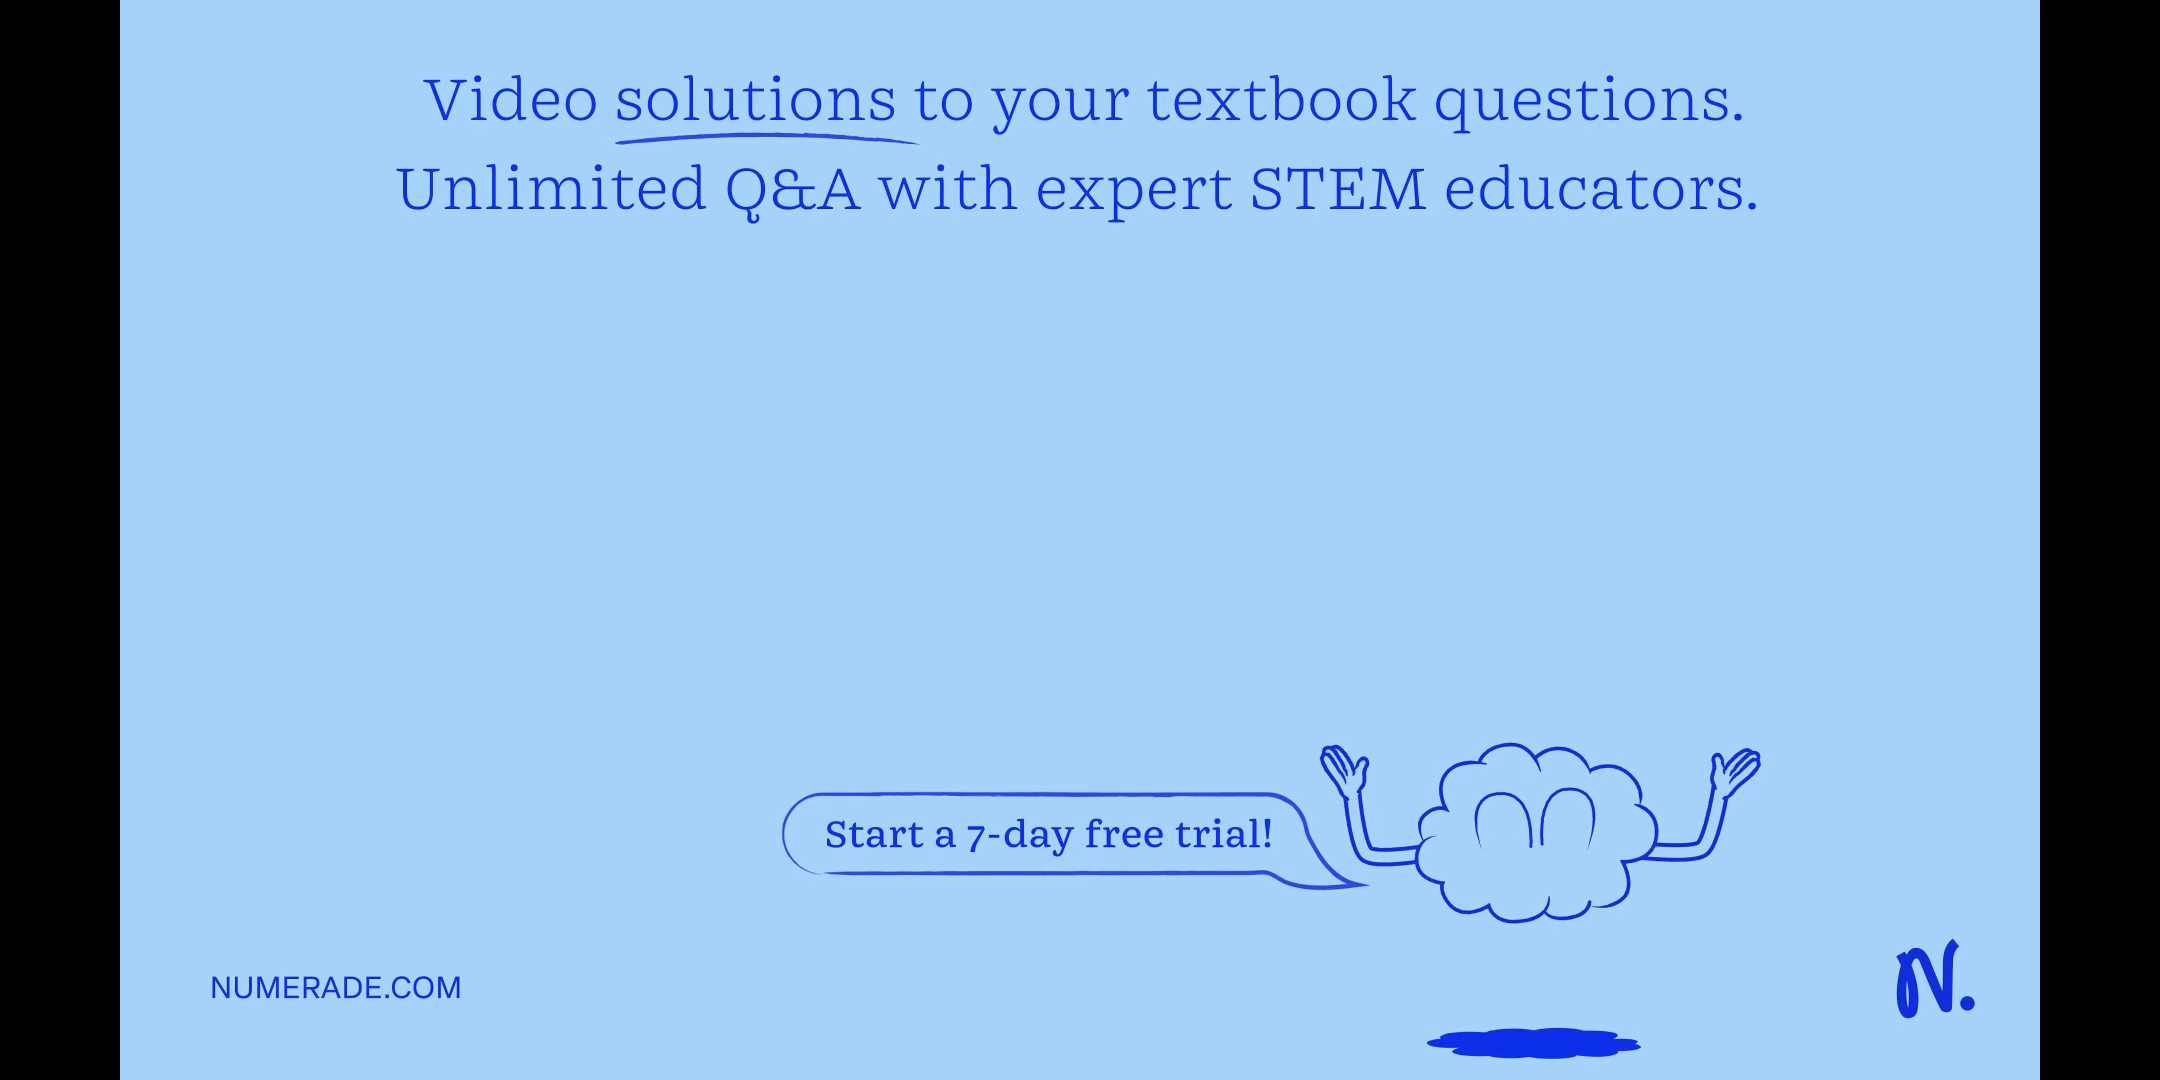 Video solutions to your textbook questions.
Unlimited Q&A with expert STEM educators.
Start a 7-day free trial!
NUMERADE.COM
N.